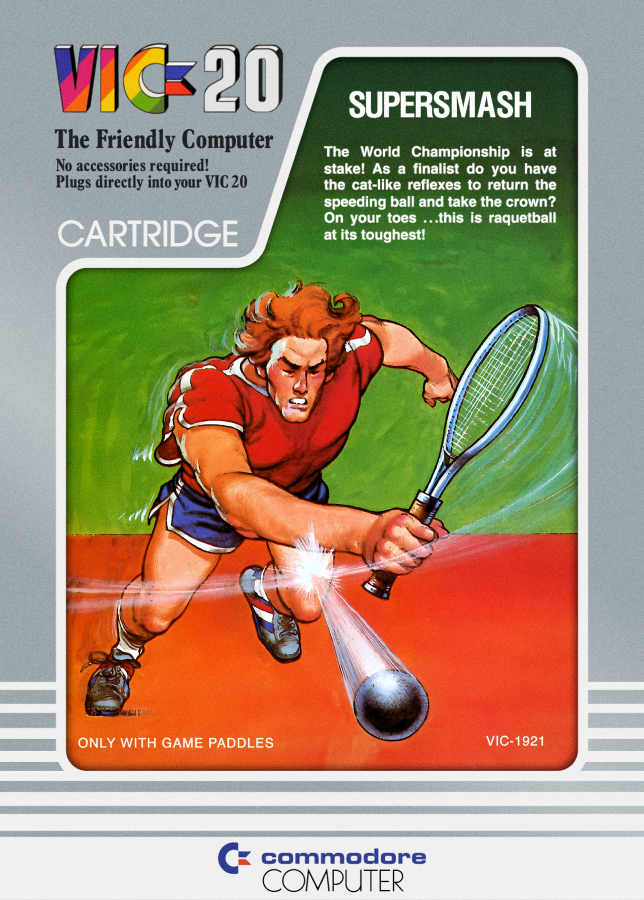 VIC 20
The Friendly Computer
No accessories required!
Plugs directly into your VIC 20
CARTRIDGE
SUPERSMASH
The World Championship is at
stake! As a finalist do you have
the cat-like reflexes to return the
speeding ball and take the crown?
On your toes ...this is raquetball
at its toughest!
ONLY WITH GAME PADDLES
VIC-1921
commodore
COMPUTER